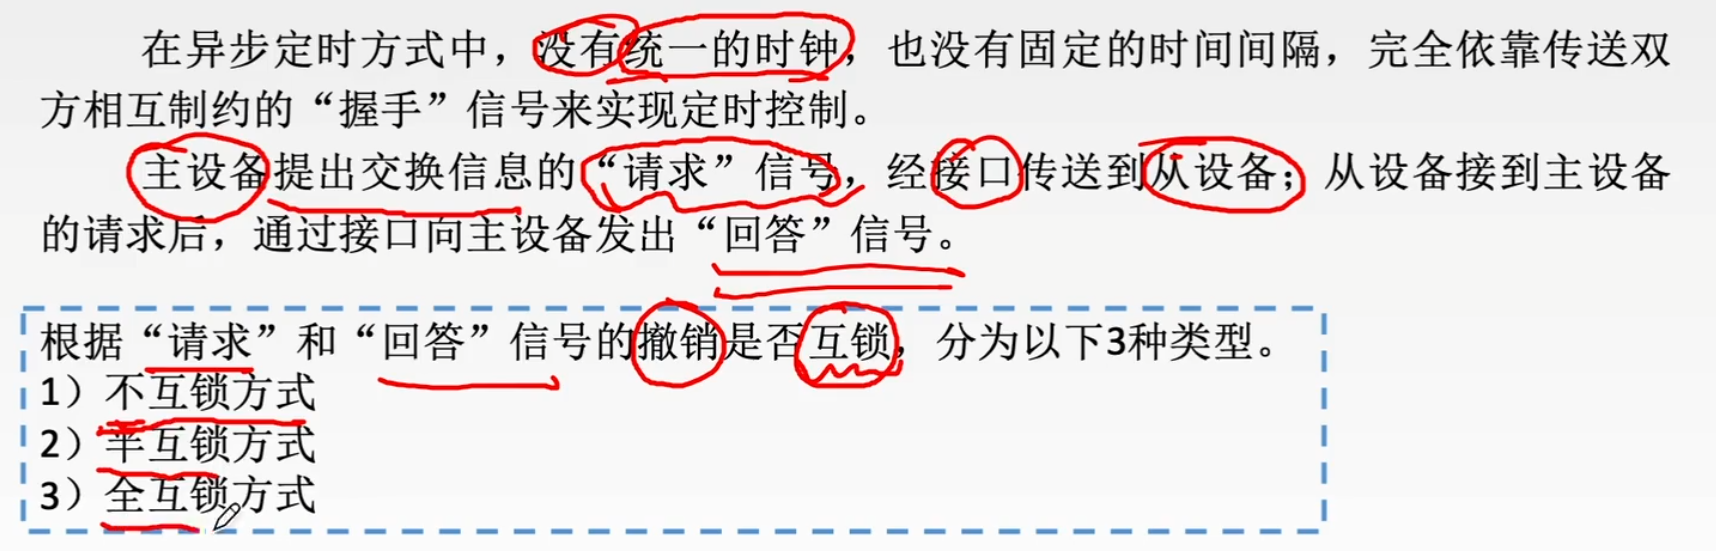 在异步定时方式中，没有统一的时钟，也没有固定的时间间隔，完全依靠传送双
方相互制约的“握手”信号来实现定时控制。
主设备提出交换信息的“请求”信号，经接口传送到从设备；从设备接到主设备
的请求后，通过接口向主设备发出“回答”信号。
根据“请求”和“回答”信号的撤销是否互锁，分为以下3种类型。
1）不互锁方式
2）半互锁方式
3）全互锁方式